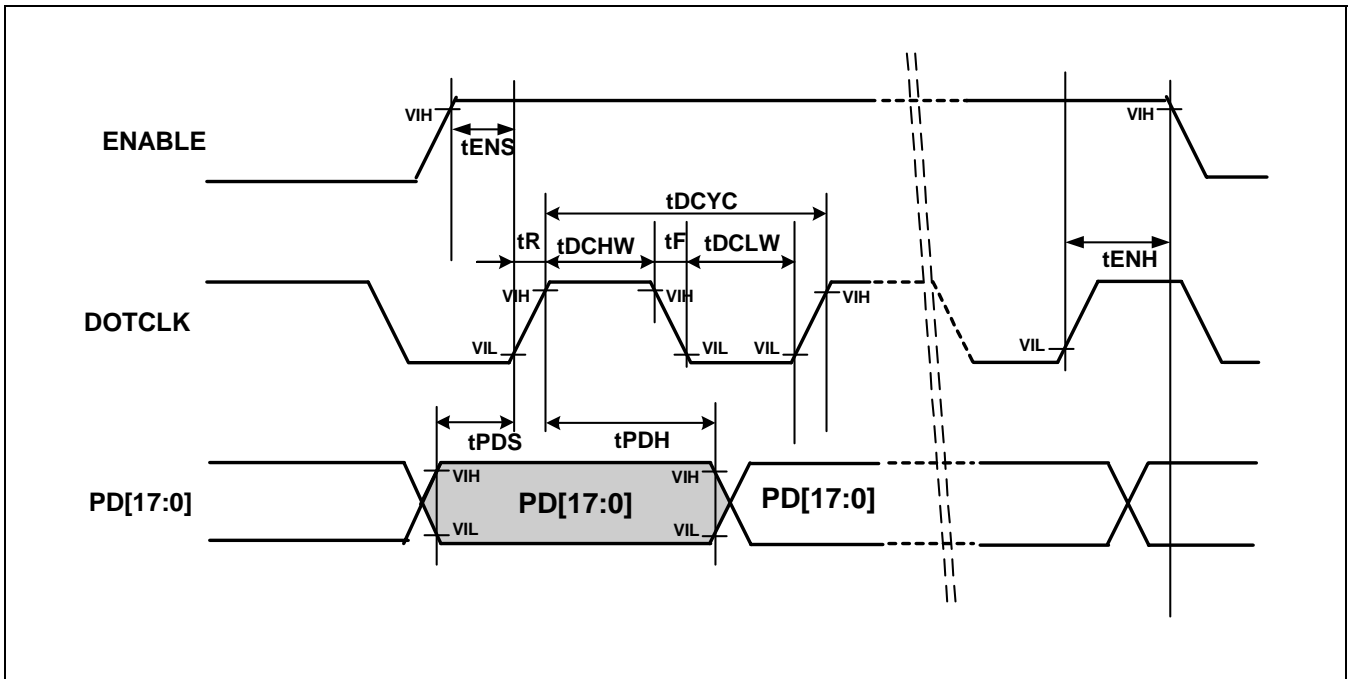 VIH
VIH
ENABLE
tENS
tDCYC
tR
tDCHW
tF
tDCLW
tENH
VIH
VIH
VIH
DOTCLK
VIL
VIL
VIL
VIL
tPDS
tPDH
VIH
VIH
PD[17:0]
PD[17:0]
PD[17:0]
VIL
VIL